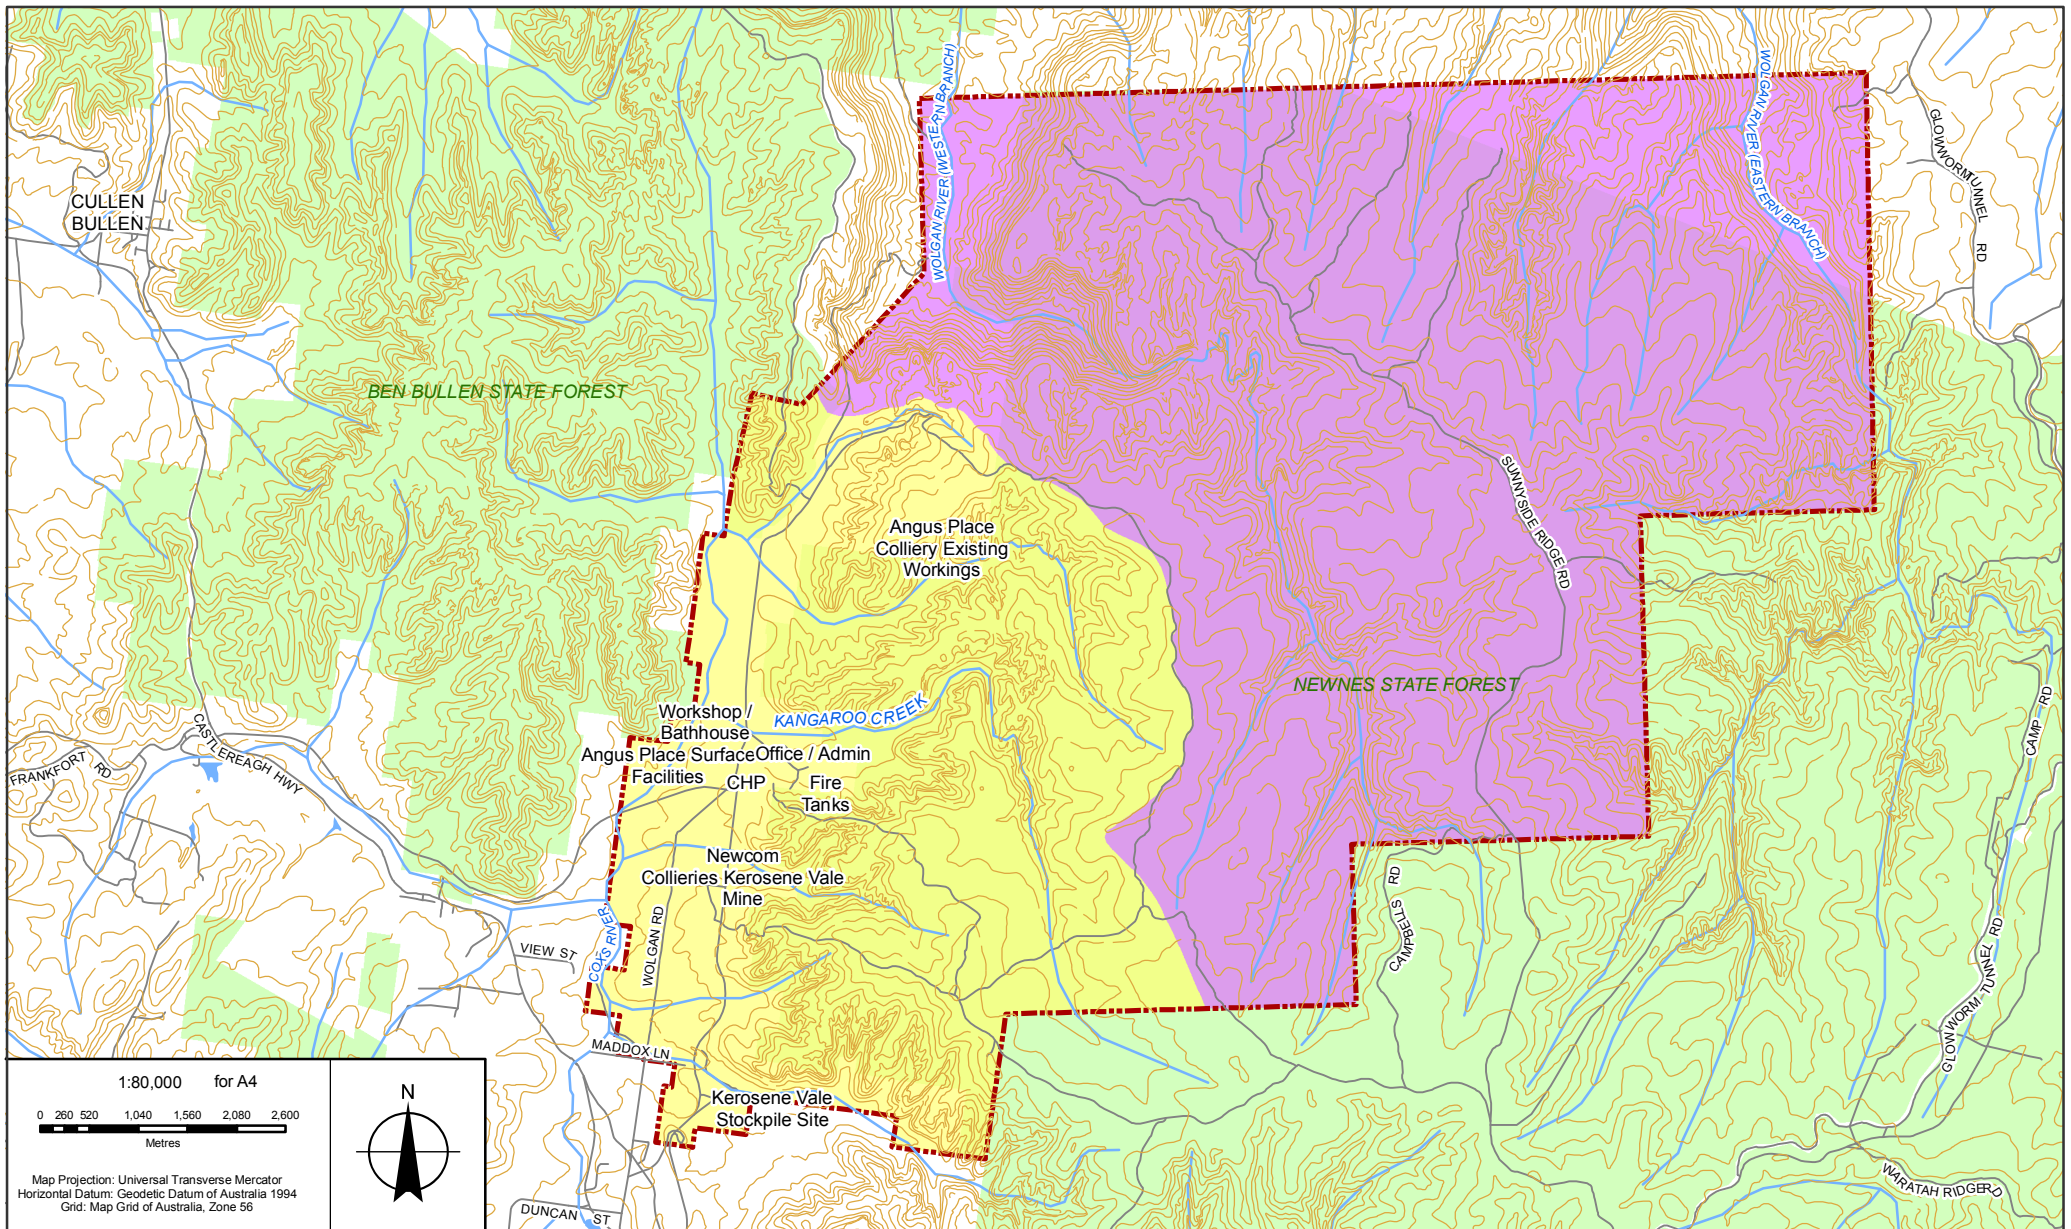 WOLGAN RIVER (WESTERN BRANCH)
WOLGAN RIVER (EASTERN BRANCH)
GLOWWORM TUNNEL RD
CULLEN
BULLEN
BEN BULLEN STATE FOREST
SUNNYSIDE RIDGE RD
Angus Place
Colliery Existing
Workings
NEWNES STATE FOREST
CAMP RD
KANGAROO CREEK
Workshop /
Bathhouse
Angus Place Surface
Facilities
Office / Admin
CHP
Fire
Tanks
FRANKFORT RD
CASTLEREAGH HWY
Newcom
Collieries Kerosene Vale
Mine
CAMPBELLS RD
VIEW ST
COXS RIVER
WOLGAN RD
GLOWWORM TUNNEL RD
MADDOX LN
Kerosene Vale
Stockpile Site
WARATAH RIDGE RD
DUNCAN ST
1:80,000 for A4
0 260 520 1,040 1,560 2,080 2,600
Metres
N
Map Projection: Universal Transverse Mercator
Horizontal Datum: Geodetic Datum of Australia 1994
Grid: Map Grid of Australia, Zone 56